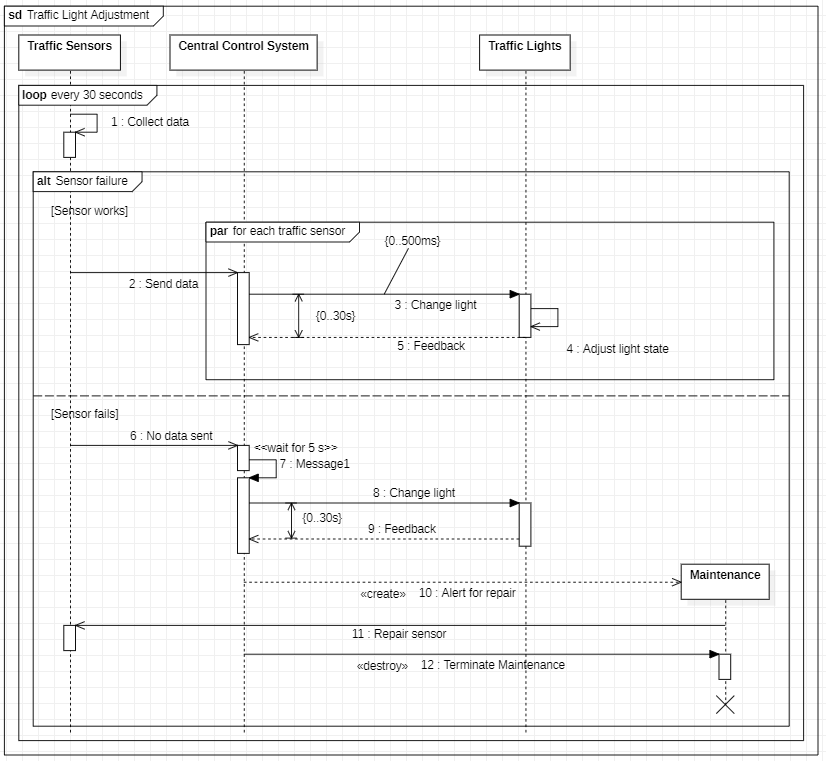 sd Traffic Light Adjustment
Traffic Sensors
Central Control System
Traffic Lights
loop every 30 seconds
1 : Collect data
alt Sensor failure
[Sensor works]
par for each traffic sensor
{0..500ms}
2 : Send data
3 : Change light
{0..30s}
5 : Feedback
4 : Adjust light state
[Sensor fails]
6 : No data sent
<<wait for 5 s>>
7 : Message1
8 : Change light
{0..30s}
9 : Feedback
Maintenance
«create» 10 : Alert for repair
11 : Repair sensor
«destroy» 12 : Terminate Maintenance